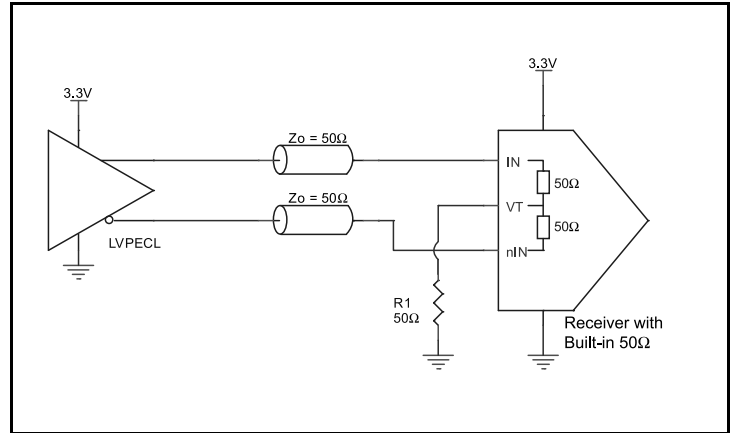 3.3V
3.3V
Zo = 50Ω
IN
50Ω
Zo = 50Ω
VT
50Ω
LVPECL
nIN
R1
50Ω
Receiver with
Built-in 50Ω